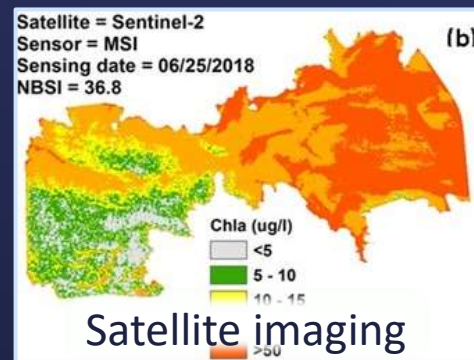 Satellite = Sentinel-2
Sensor = MSI
Sensing date = 06/25/2018
NBSI = 36.8
(b)
Chla (ug/l)
<5
5 - 10
10 - 15
>50
Satellite imaging